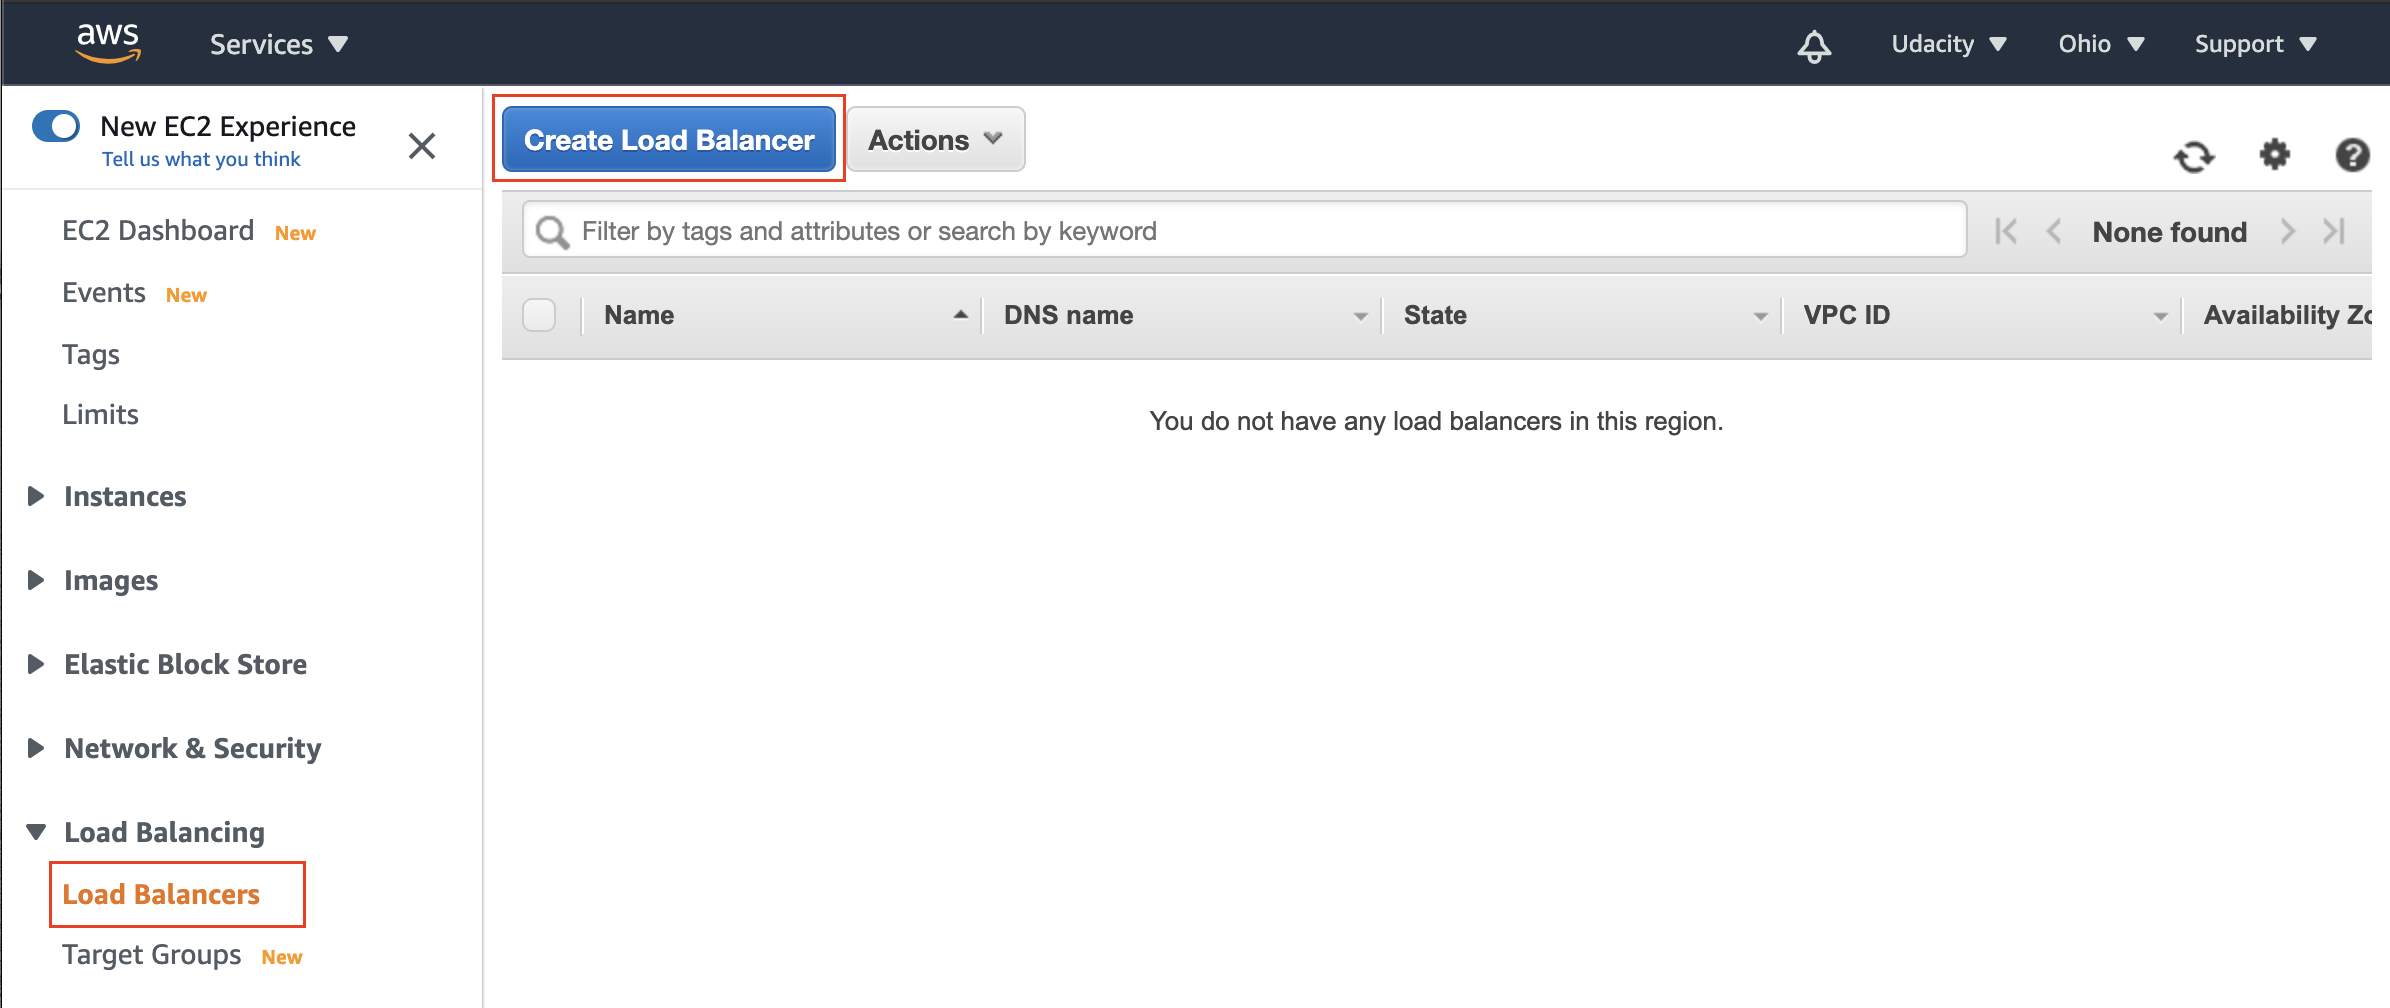 aws Services Udacity Ohio Support
New EC2 Experience
Tell us what you think
EC2 Dashboard New
Events New
Tags
Limits
Instances
Images
Elastic Block Store
Network & Security
Load Balancing
Load Balancers
Target Groups New
Create Load Balancer Actions
Filter by tags and attributes or search by keyword None found
Name DNS name State VPC ID Availability Zo
You do not have any load balancers in this region.